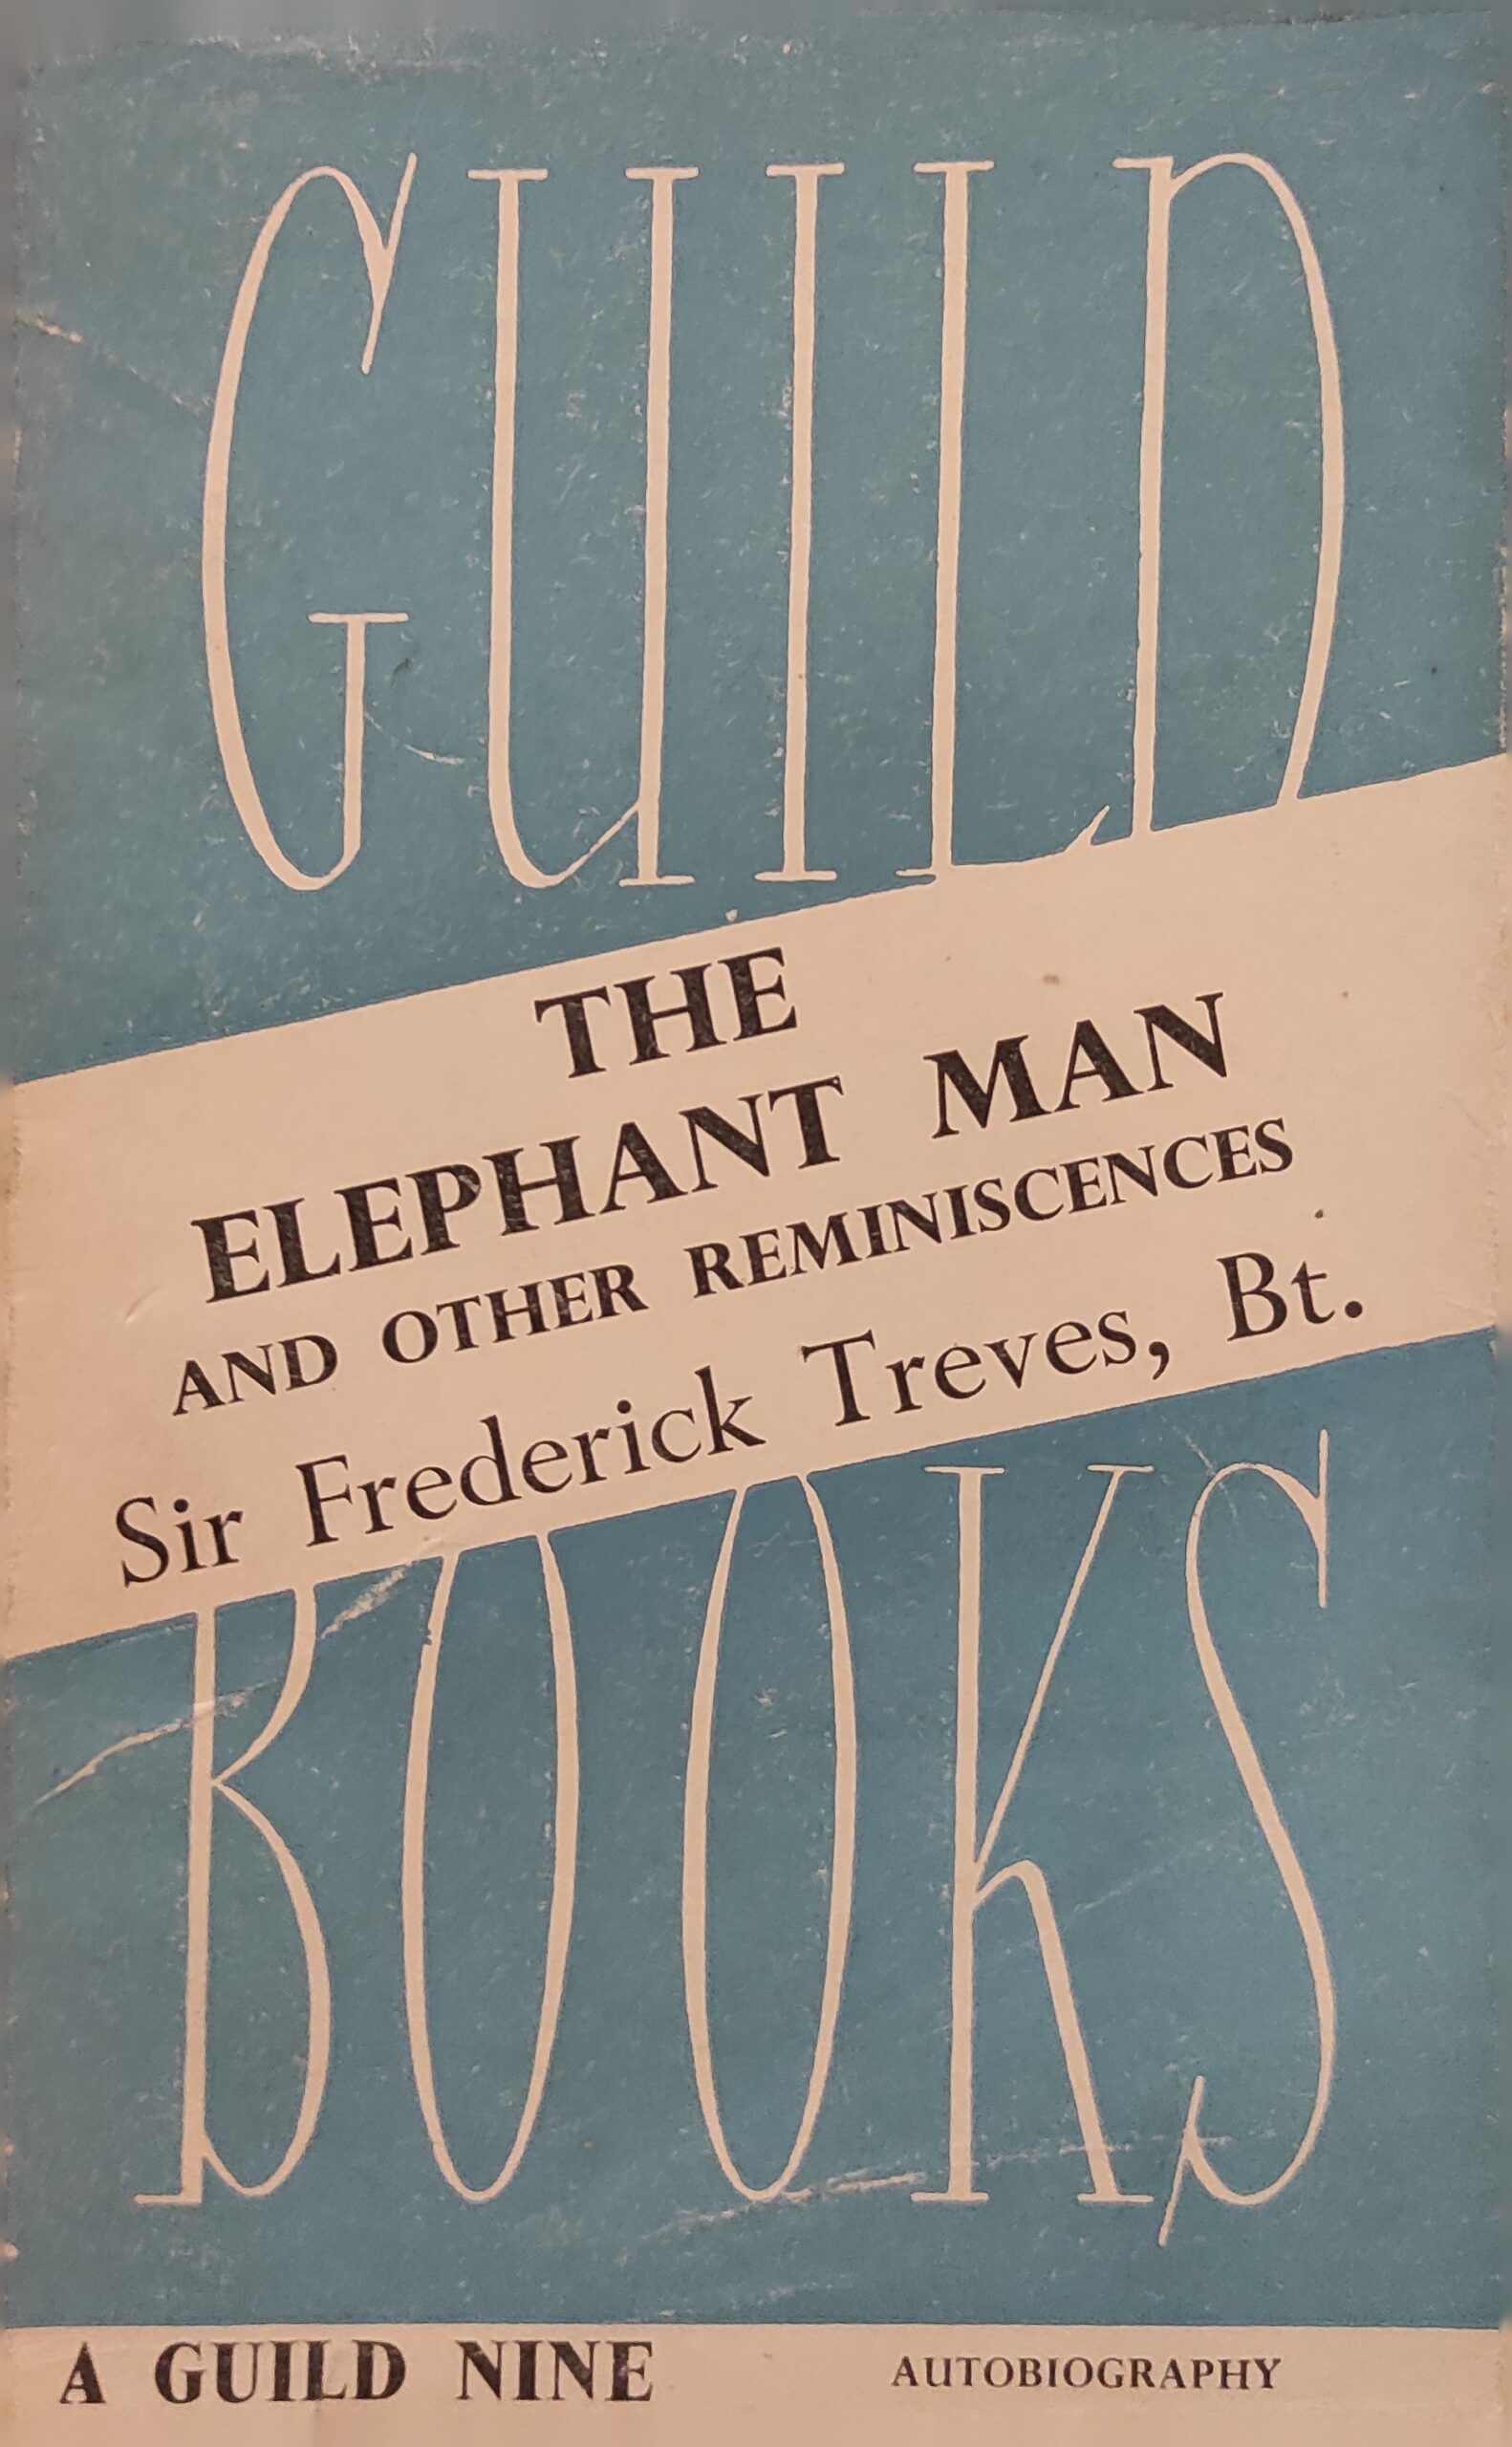 GUILD
THE
ELEPHANT MAN
AND OTHER REMINISCENCES
Sir Frederick Treves, Bt.
BOOKS
A GUILD NINE
AUTOBIOGRAPHY